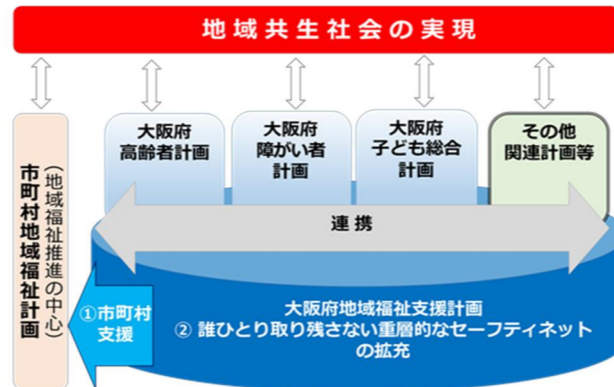 地域共生社会の実現
市町村地域福祉計画
（地域福祉推進の中心）
大阪府
高齢者計画
大阪府
障がい者
計画
大阪府
子ども総合
計画
その他
関連計画等
連携
①市町村
支援
大阪府地域福祉支援計画
② 誰ひとり取り残さない重層的なセーフティネット
の拡充